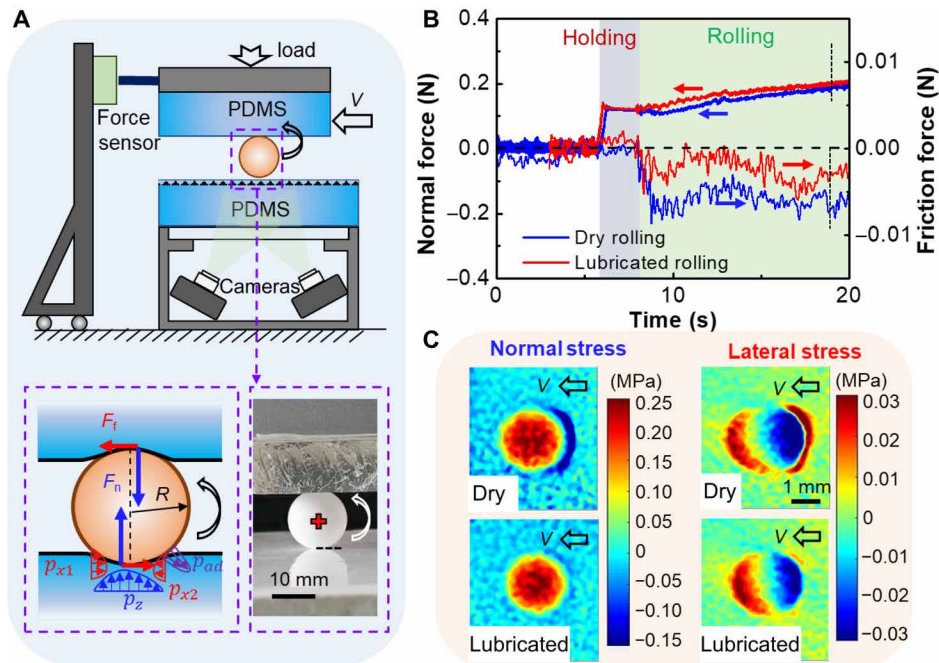 A
load
V
PDMS
Force
sensor
PDMS
Cameras
Ff
Fn
R
px1
pad
px2
pz
10 mm
B
Holding
Rolling
Normal force (N)
0.4
0.2
0.0
−0.2
−0.4
0.01
0.00
−0.01
Friction force (N)
Dry rolling
Lubricated rolling
0
10
15
20
Time (s)
C
Normal stress
Lateral stress
(MPa)
(MPa)
V
Dry
0.25
0.20
0.15
0.10
0.05
0.00
−0.05
−0.10
−0.15
V
Dry
1 mm
0.03
0.02
0.01
0.00
−0.01
−0.02
−0.03
V
Lubricated
V
Lubricated